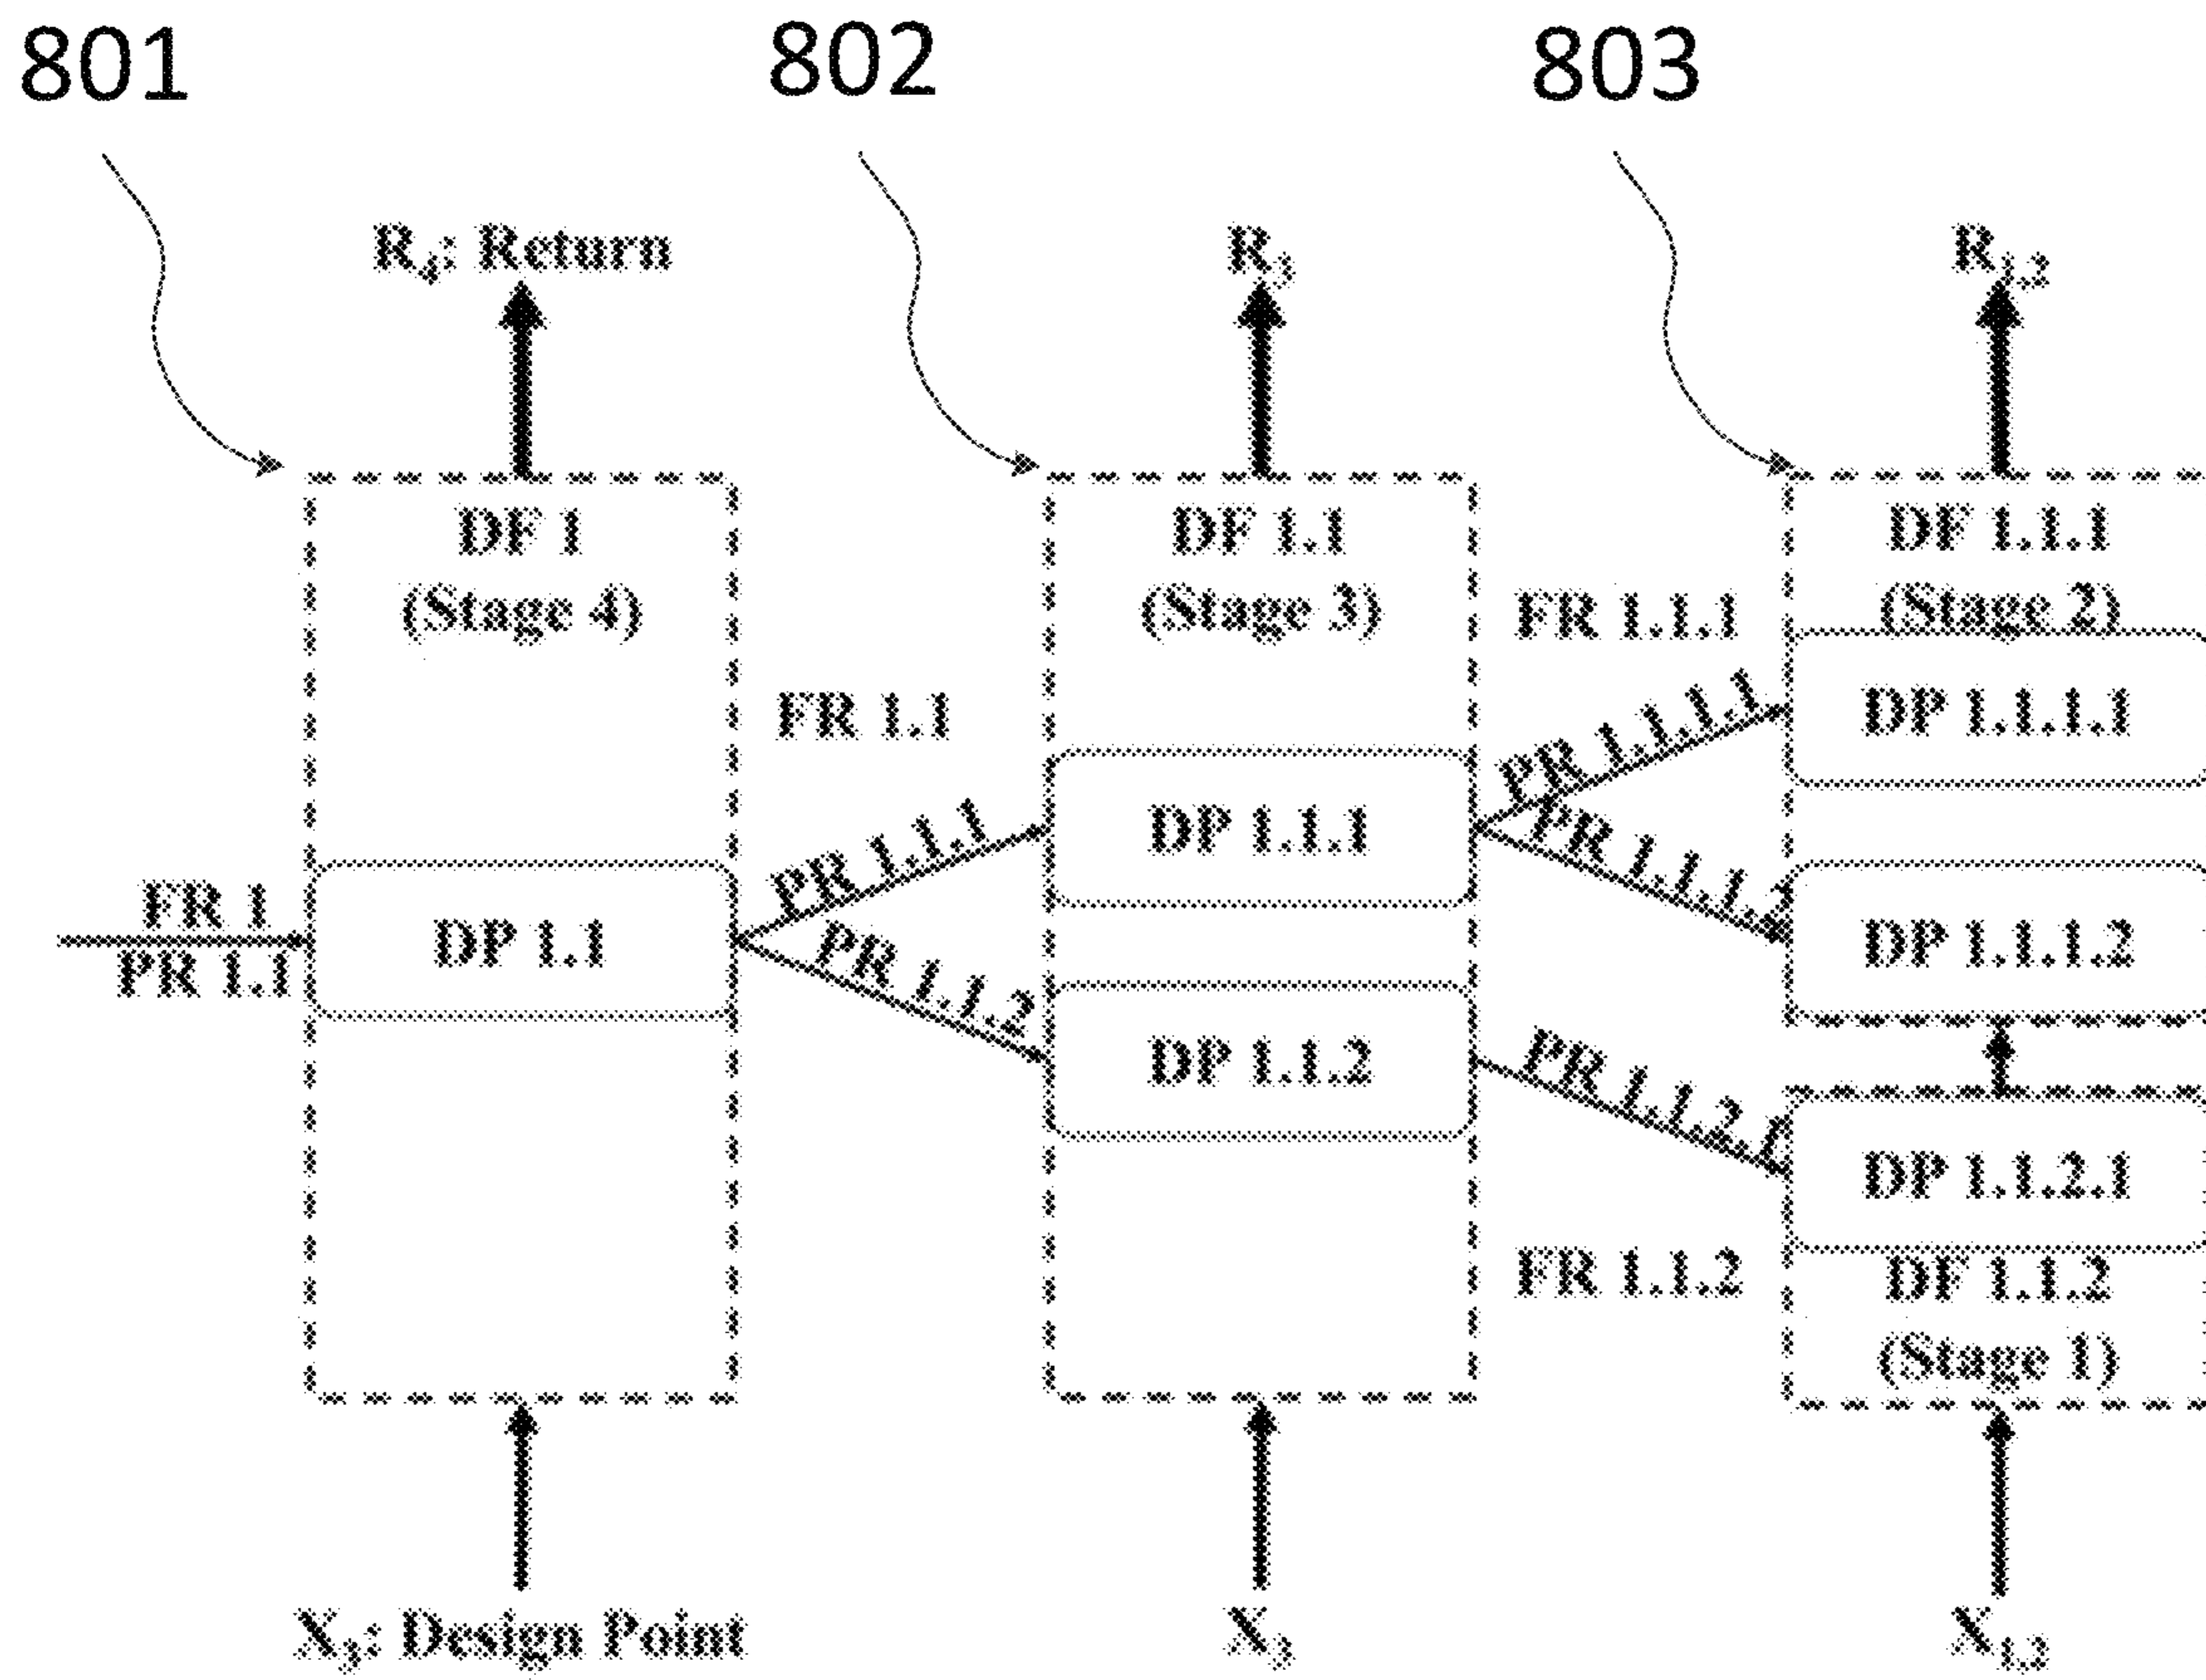 801
802
803
R4: Return
R3
R1,2
DF 1
(Stage 4)
DF 1.1
(Stage 3)
DF 1.1.1
(Stage 2)
FR 1.1.1
FR 1.1
PR 1.1.1.1
DP 1.1.1.1
PR 1.1.1
DP 1.1.1
PR 1.1.1.2
FR 1
PR 1.1
DP 1.1
DP 1.1.1.2
PR 1.1.2
DP 1.1.2
PR 1.1.2.1
DP 1.1.2.1
FR 1.1.2
DF 1.1.2
(Stage 1)
X3: Design Point
X3
X1,2